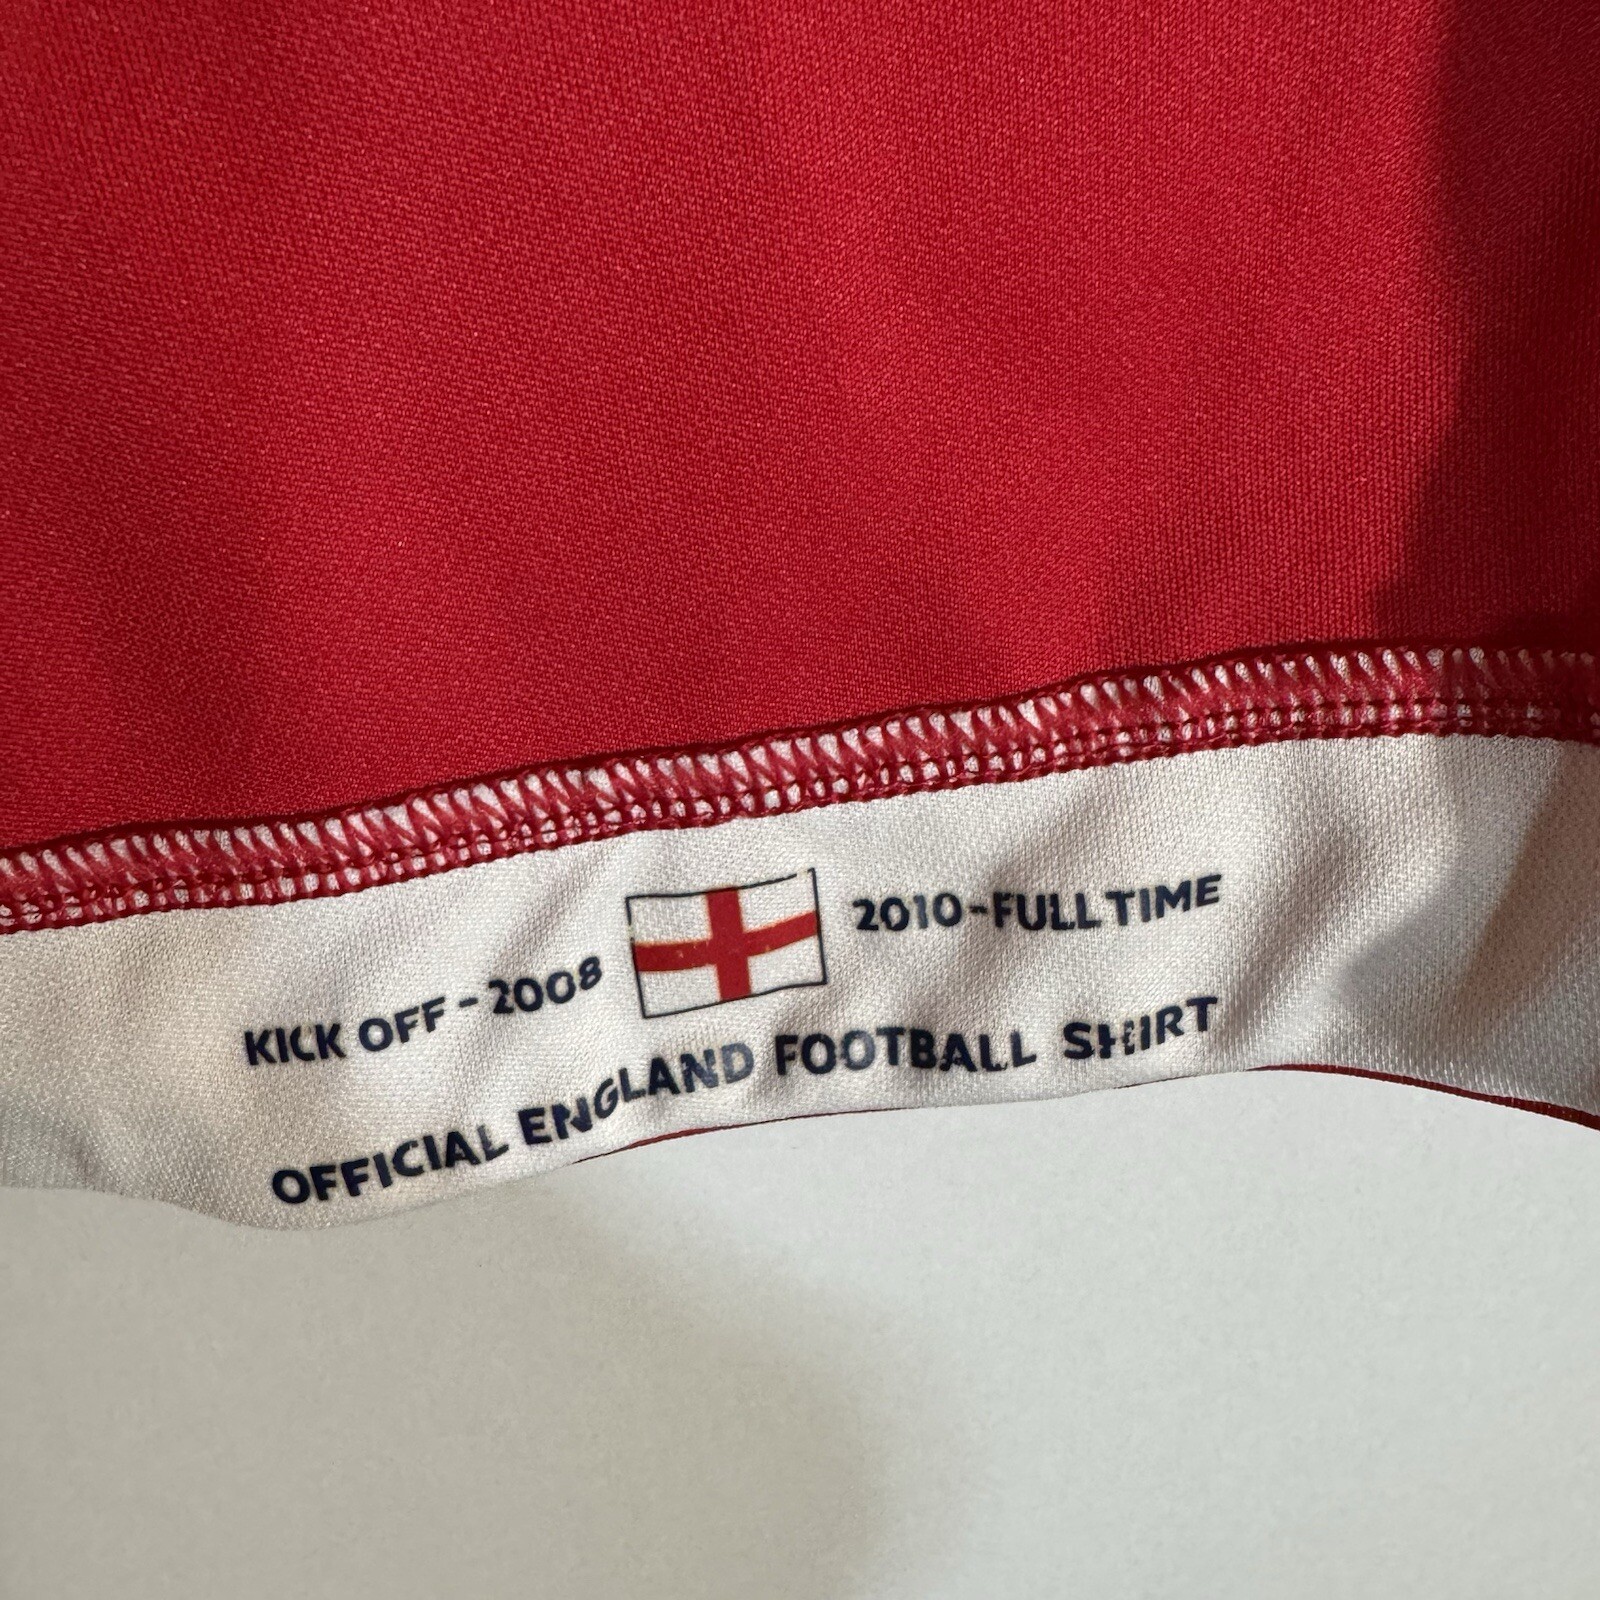 KICK OFF - 2008 2010-FULL TIME
OFFICIAL ENGLAND FOOTBALL SHIRT